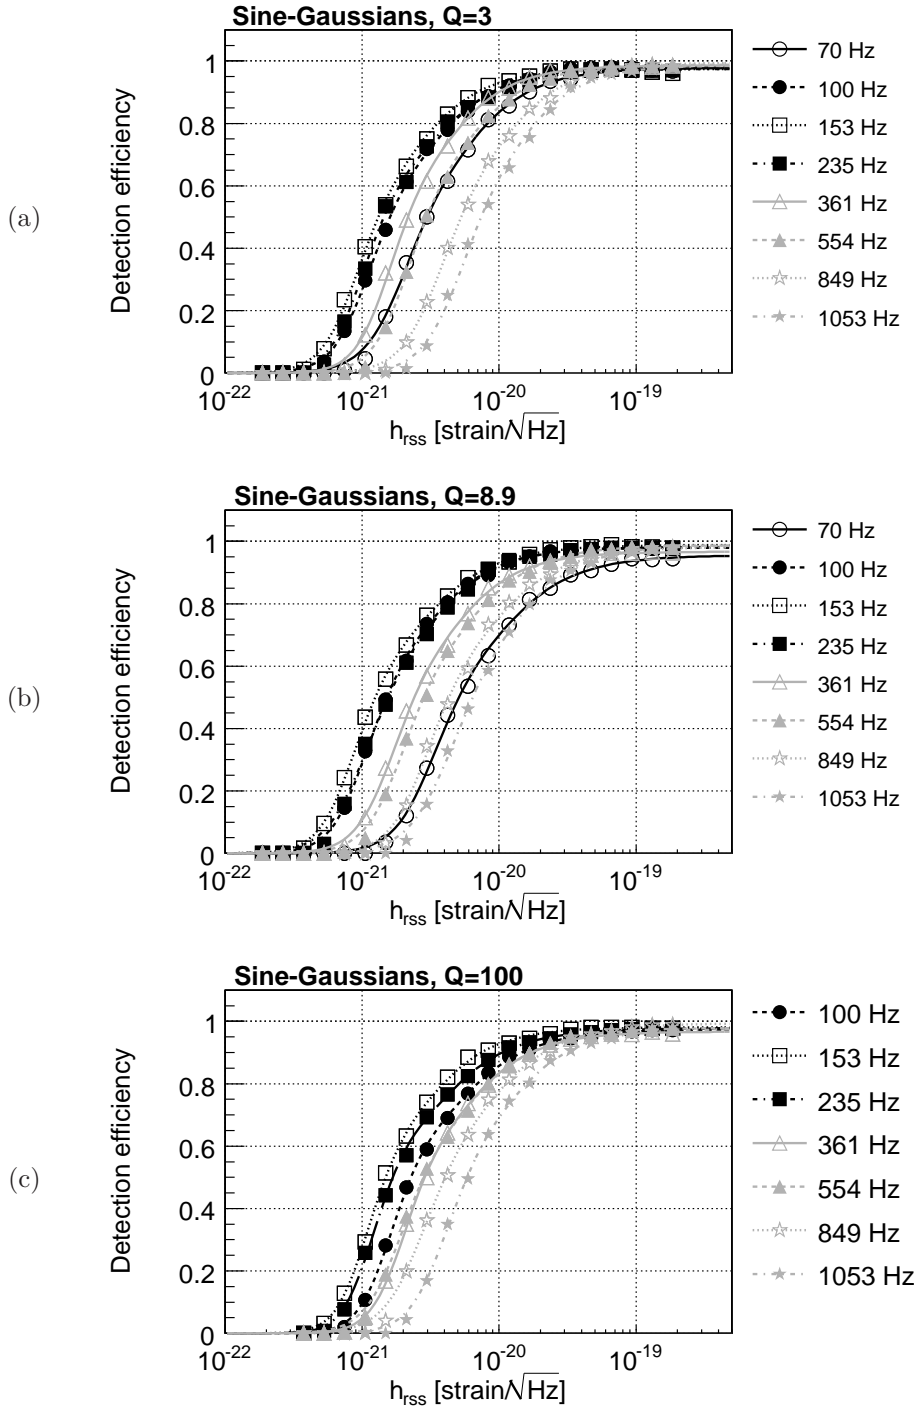 Sine-Gaussians, Q=3
(a)
Detection efficiency
1
0.8
0.6
0.4
0.2
0
10^-22
10^-21
10^-20
10^-19
h_rss [strain/√Hz]
70 Hz
100 Hz
153 Hz
235 Hz
361 Hz
554 Hz
849 Hz
1053 Hz
Sine-Gaussians, Q=8.9
(b)
Detection efficiency
1
0.8
0.6
0.4
0.2
0
10^-22
10^-21
10^-20
10^-19
h_rss [strain/√Hz]
70 Hz
100 Hz
153 Hz
235 Hz
361 Hz
554 Hz
849 Hz
1053 Hz
Sine-Gaussians, Q=100
(c)
Detection efficiency
1
0.8
0.6
0.4
0.2
0
10^-22
10^-21
10^-20
10^-19
h_rss [strain/√Hz]
100 Hz
153 Hz
235 Hz
361 Hz
554 Hz
849 Hz
1053 Hz